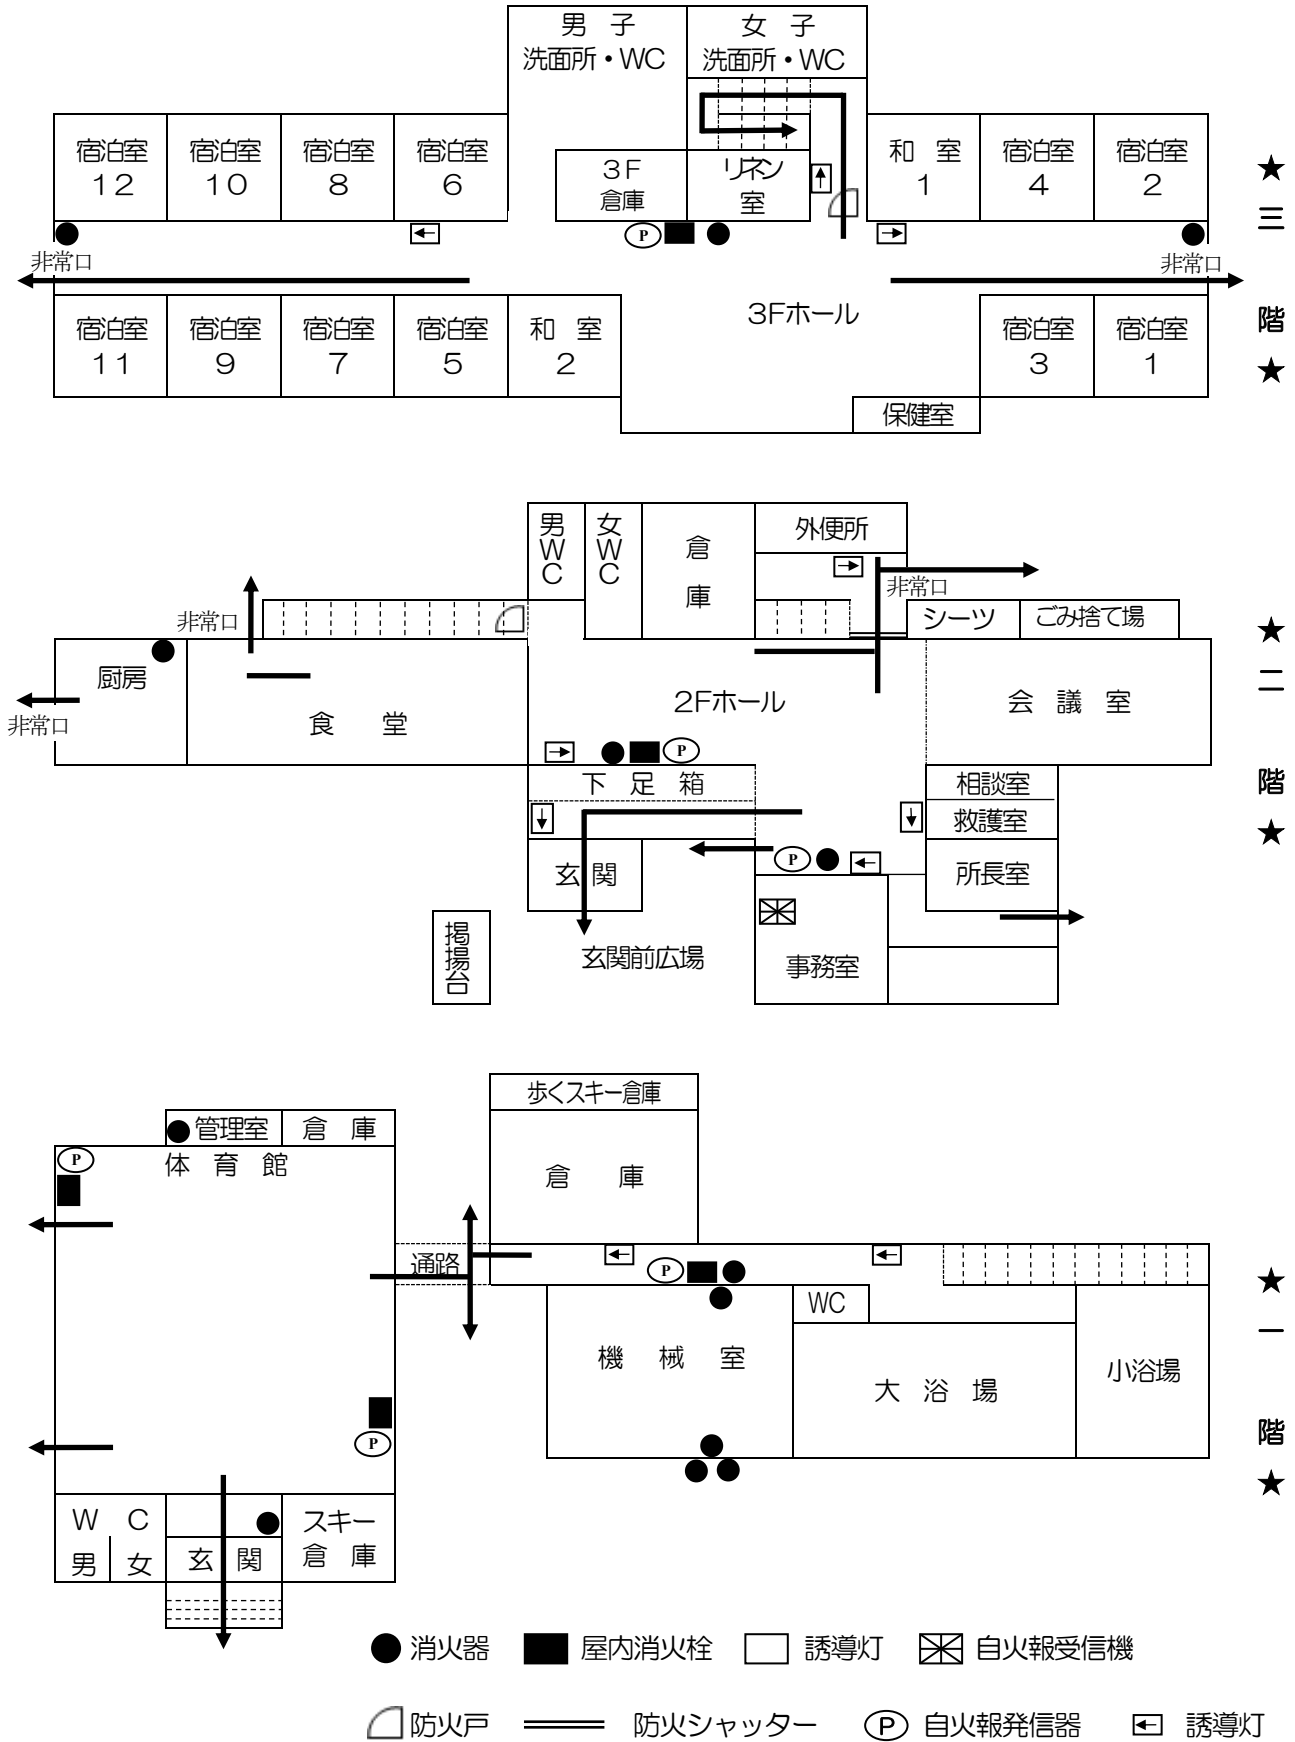 男　子
洗面所・WC
女　子
洗面所・WC
宿泊室
１２
宿泊室
１０
宿泊室
８
宿泊室
６
３Ｆ
倉庫
リネン
室
和　室
１
宿泊室
４
宿泊室
２
P
非常口
非常口
3Fホール
宿泊室
１１
宿泊室
９
宿泊室
７
宿泊室
５
和　室
２
宿泊室
３
宿泊室
１
保健室
★三　階★
男ＷＣ
女ＷＣ
倉庫
外便所
非常口
非常口
シーツ
ごみ捨て場
厨房
非常口
食　堂
2Fホール
会　議　室
P
下　足　箱
相談室
救護室
P
玄　関
所長室
掲揚台
玄関前広場
事務室
★二　階★
歩くスキー倉庫
管理室
倉　庫
P
体　育　館
倉　　庫
通路
P
WC
機　械　室
大　浴　場
小浴場
P
Ｗ　Ｃ
男
女
玄　関
スキー
倉　庫
★一　階★
消火器
屋内消火栓
誘導灯
自火報受信機
防火戸
防火シャッター
P
自火報発信器
誘導灯